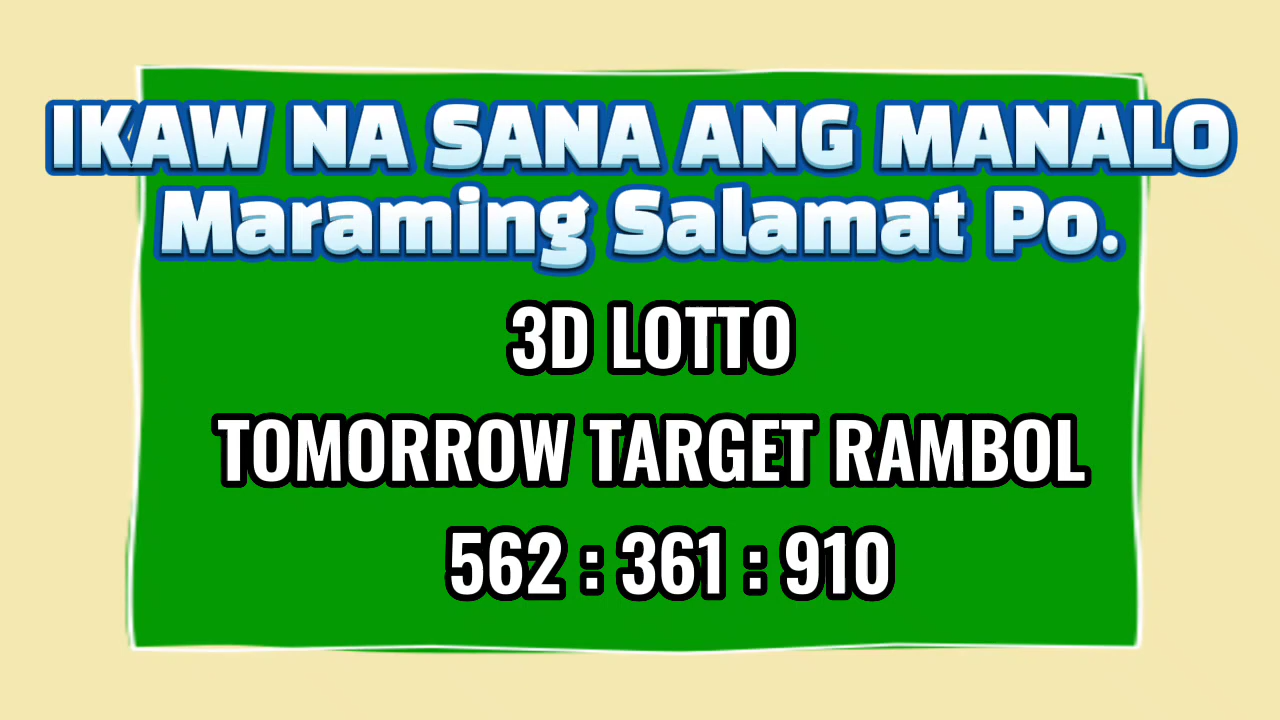 IKAW NA SANA ANG MANALO
Maraming Salamat Po.
3D LOTTO
TOMORROW TARGET RAMBOL
562 : 361 : 910